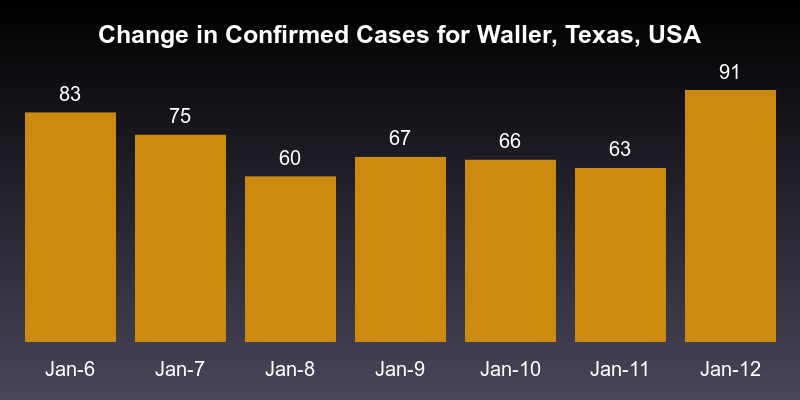 Change in Confirmed Cases for Waller, Texas, USA
83
75
60
67
66
63
91
Jan-6
Jan-7
Jan-8
Jan-9
Jan-10
Jan-11
Jan-12